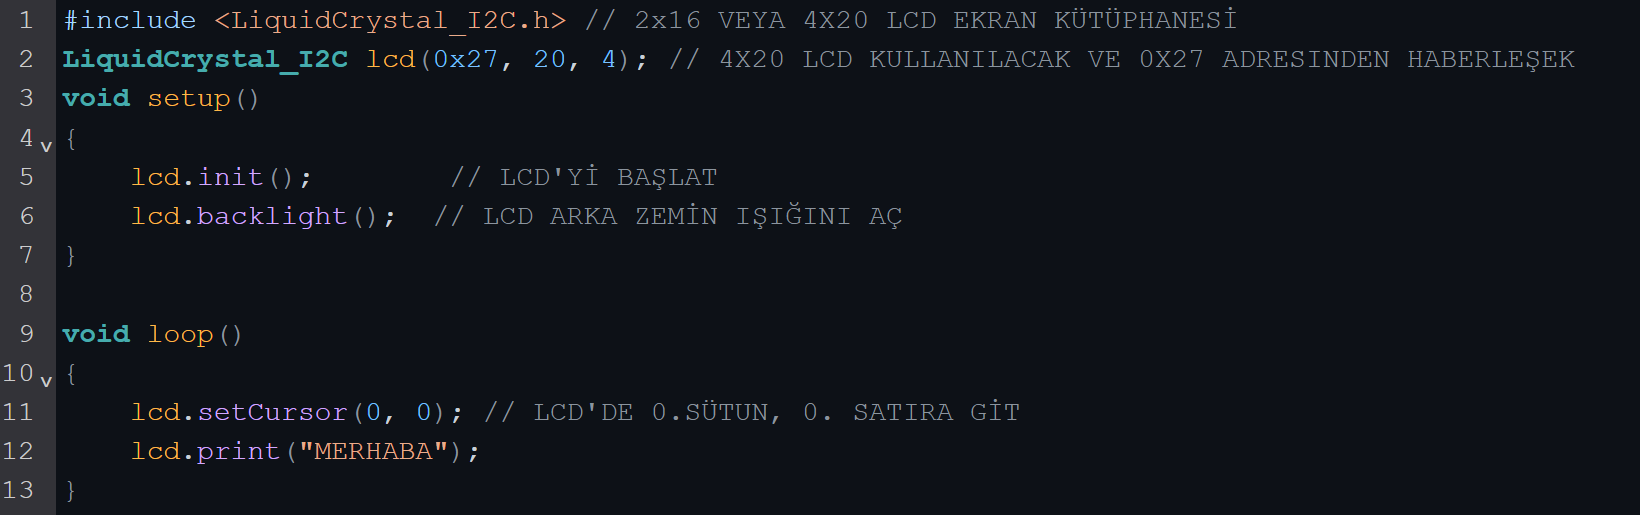 1 #include <LiquidCrystal_I2C.h> // 2x16 VEYA 4X20 LCD EKRAN KÜTÜPHANESİ
2 LiquidCrystal_I2C lcd(0x27, 20, 4); // 4X20 LCD KULLANILACAK VE 0X27 ADRESINDEN HABERLEŞEK
3 void setup()
4 {
5     lcd.init();        // LCD'Yİ BAŞLAT
6     lcd.backlight();  // LCD ARKA ZEMİN IŞIĞINI AÇ
7 }
8
9 void loop()
10 {
11     lcd.setCursor(0, 0); // LCD'DE 0.SÜTUN, 0. SATIRA GİT
12     lcd.print("MERHABA");
13 }